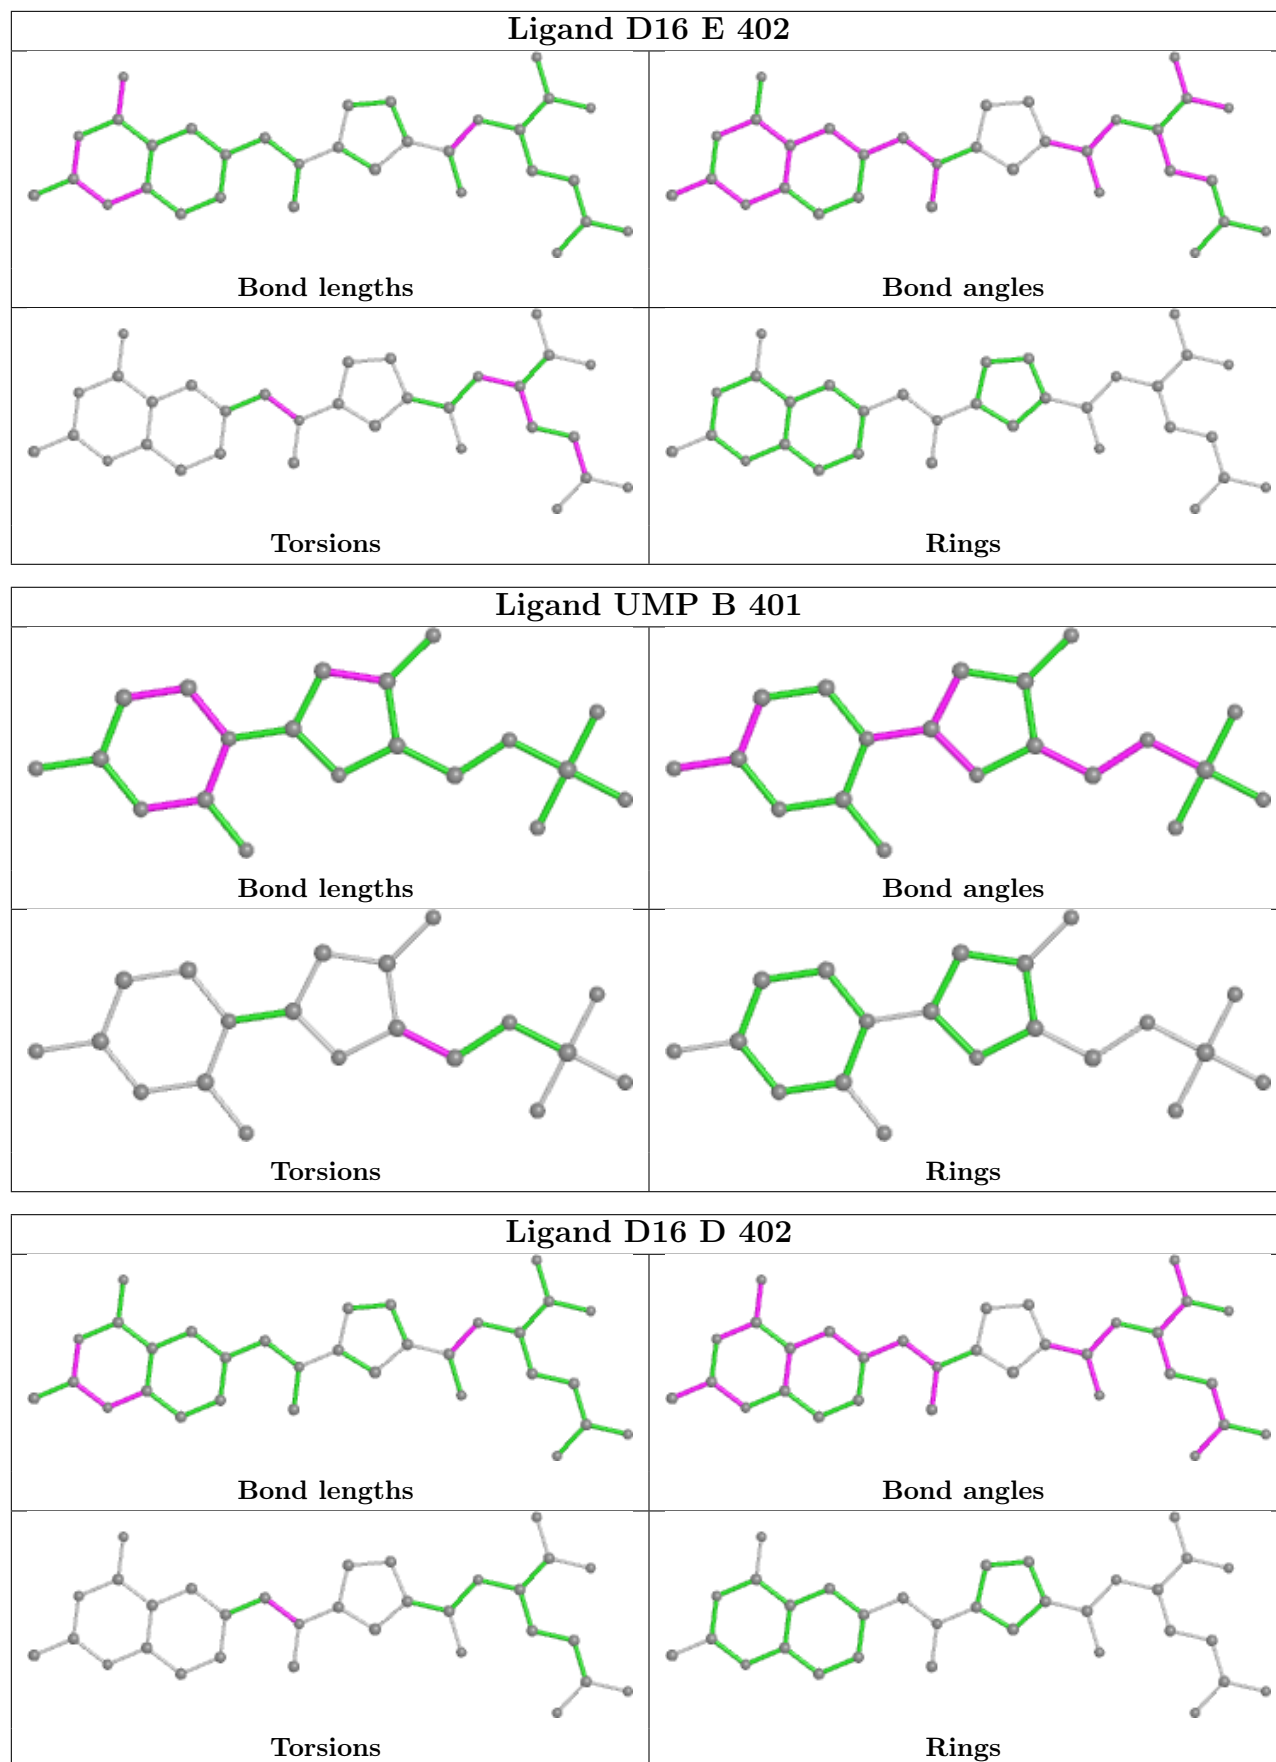 Ligand D16 E 402
Bond lengths
Bond angles
Torsions
Rings
Ligand UMP B 401
Bond lengths
Bond angles
Torsions
Rings
Ligand D16 D 402
Bond lengths
Bond angles
Torsions
Rings